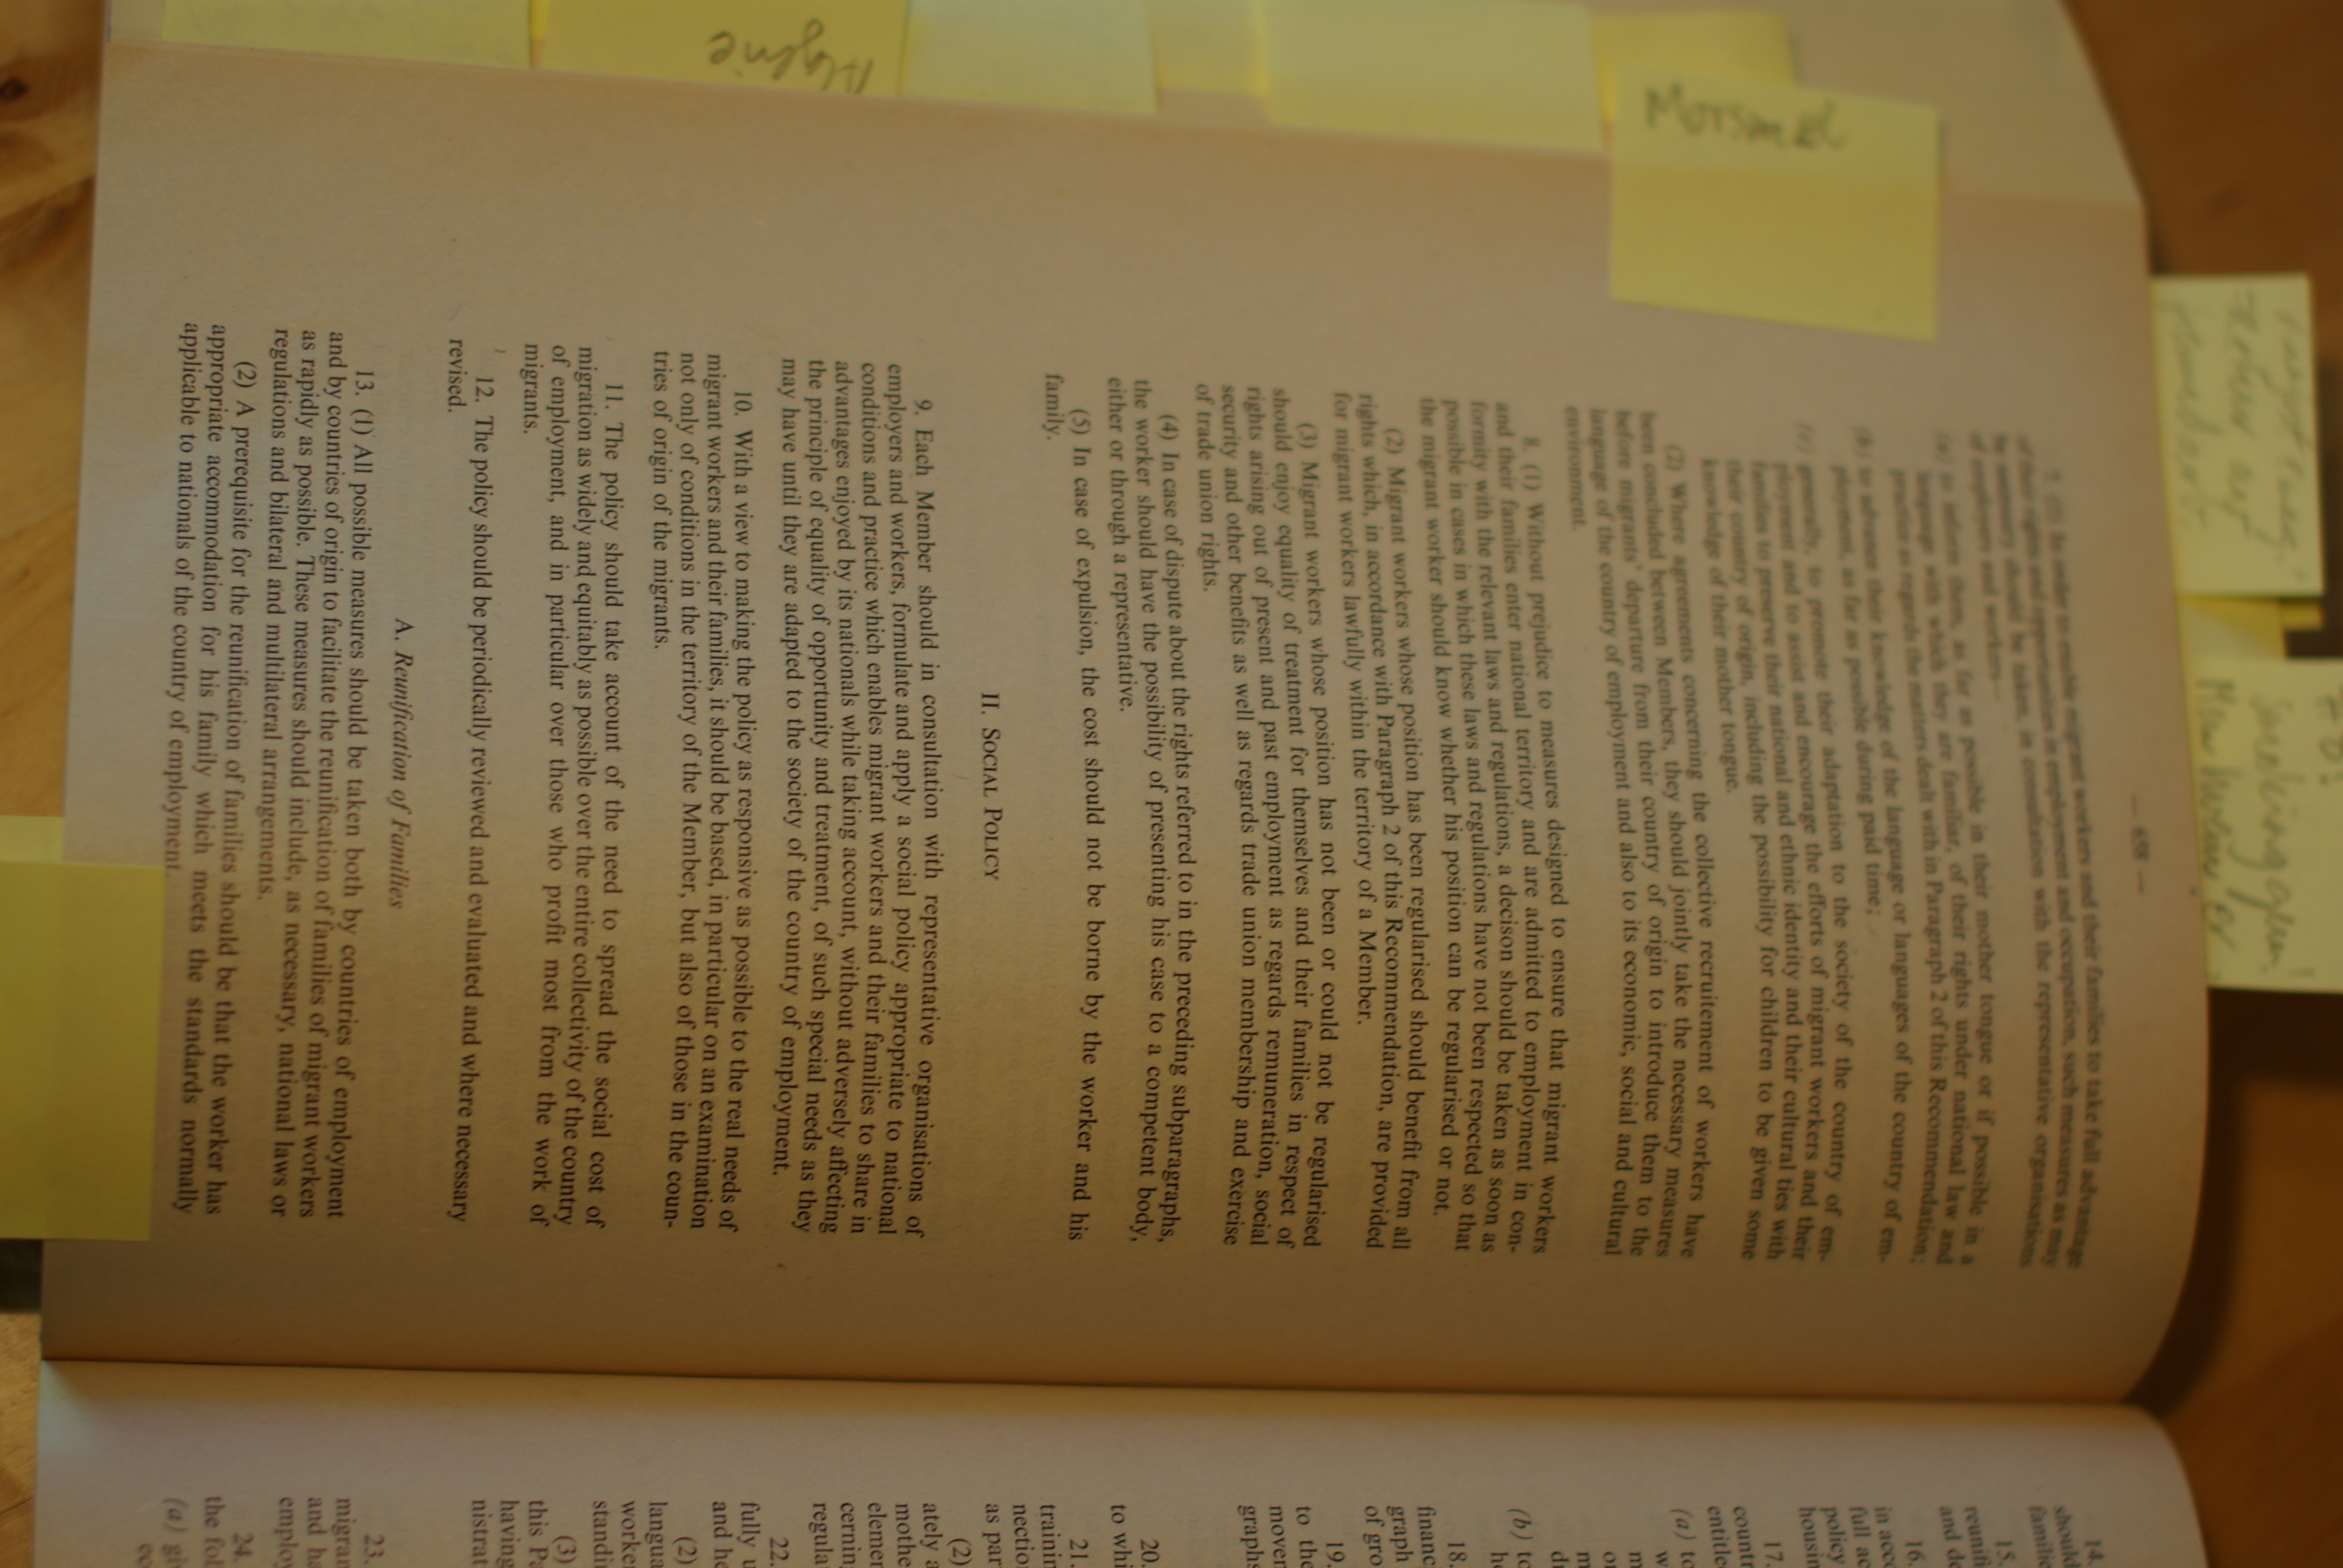 smoking gun!
— 658 —
7. (1) In order to enable migrant workers and their families to take full advantage
of their rights and opportunities in employment and occupation, such measures as may
be necessary should be taken, in consultation with the representative organisations
of employers and workers—
(a) to inform them, as far as possible in their mother tongue or if possible in a
language with which they are familiar, of their rights under national law and
practice as regards the matters dealt with in Paragraph 2 of this Recommendation;
(b) to advance their knowledge of the language or languages of the country of em-
ployment, as far as possible during paid time;
(c) generally, to promote their adaptation to the society of the country of em-
ployment and to assist and encourage the efforts of migrant workers and their
families to preserve their national and ethnic identity and their cultural ties with
their country of origin, including the possibility for children to be given some
knowledge of their mother tongue.
(2) Where agreements concerning the collective recruitement of workers have
been concluded between Members, they should jointly take the necessary measures
before migrants' departure from their country of origin to introduce them to the
language of the country of employment and also to its economic, social and cultural
environment.
8. (1) Without prejudice to measures designed to ensure that migrant workers
and their families enter national territory and are admitted to employment in con-
formity with the relevant laws and regulations, a decison should be taken as soon as
possible in cases in which these laws and regulations have not been respected so that
the migrant worker should know whether his position can be regularised or not.
(2) Migrant workers whose position has been regularised should benefit from all
rights which, in accordance with Paragraph 2 of this Recommendation, are provided
for migrant workers lawfully within the territory of a Member.
(3) Migrant workers whose position has not been or could not be regularised
should enjoy equality of treatment for themselves and their families in respect of
rights arising out of present and past employment as regards remuneration, social
security and other benefits as well as regards trade union membership and exercise
of trade union rights.
(4) In case of dispute about the rights referred to in the preceding subparagraphs,
the worker should have the possibility of presenting his case to a competent body,
either or through a representative.
(5) In case of expulsion, the cost should not be borne by the worker and his
family.
II. SOCIAL POLICY
9. Each Member should in consultation with representative organisations of
employers and workers, formulate and apply a social policy appropriate to national
conditions and practice which enables migrant workers and their families to share in
advantages enjoyed by its nationals while taking account, without adversely affecting
the principle of equality of opportunity and treatment, of such special needs as they
may have until they are adapted to the society of the country of employment.
10. With a view to making the policy as responsive as possible to the real needs of
migrant workers and their families, it should be based, in particular on an examination
not only of conditions in the territory of the Member, but also of those in the coun-
tries of origin of the migrants.
11. The policy should take account of the need to spread the social cost of
migration as widely and equitably as possible over the entire collectivity of the country
of employment, and in particular over those who profit most from the work of
migrants.
12. The policy should be periodically reviewed and evaluated and where necessary
revised.
A. Reunification of Families
13. (1) All possible measures should be taken both by countries of employment
and by countries of origin to facilitate the reunification of families of migrant workers
as rapidly as possible. These measures should include, as necessary, national laws or
regulations and bilateral and multilateral arrangements.
(2) A prerequisite for the reunification of families should be that the worker has
appropriate accommodation for his family which meets the standards normally
applicable to nationals of the country of employment.
Morsmål
14.
should
15.
and
16.
in
full
policy
17.
(a)
(b)
18.
of
19.
to the
20.
to
21.
as
(2)
22.
fully
and
(2)
(3)
this
having
23.
and
24.
the
(a)